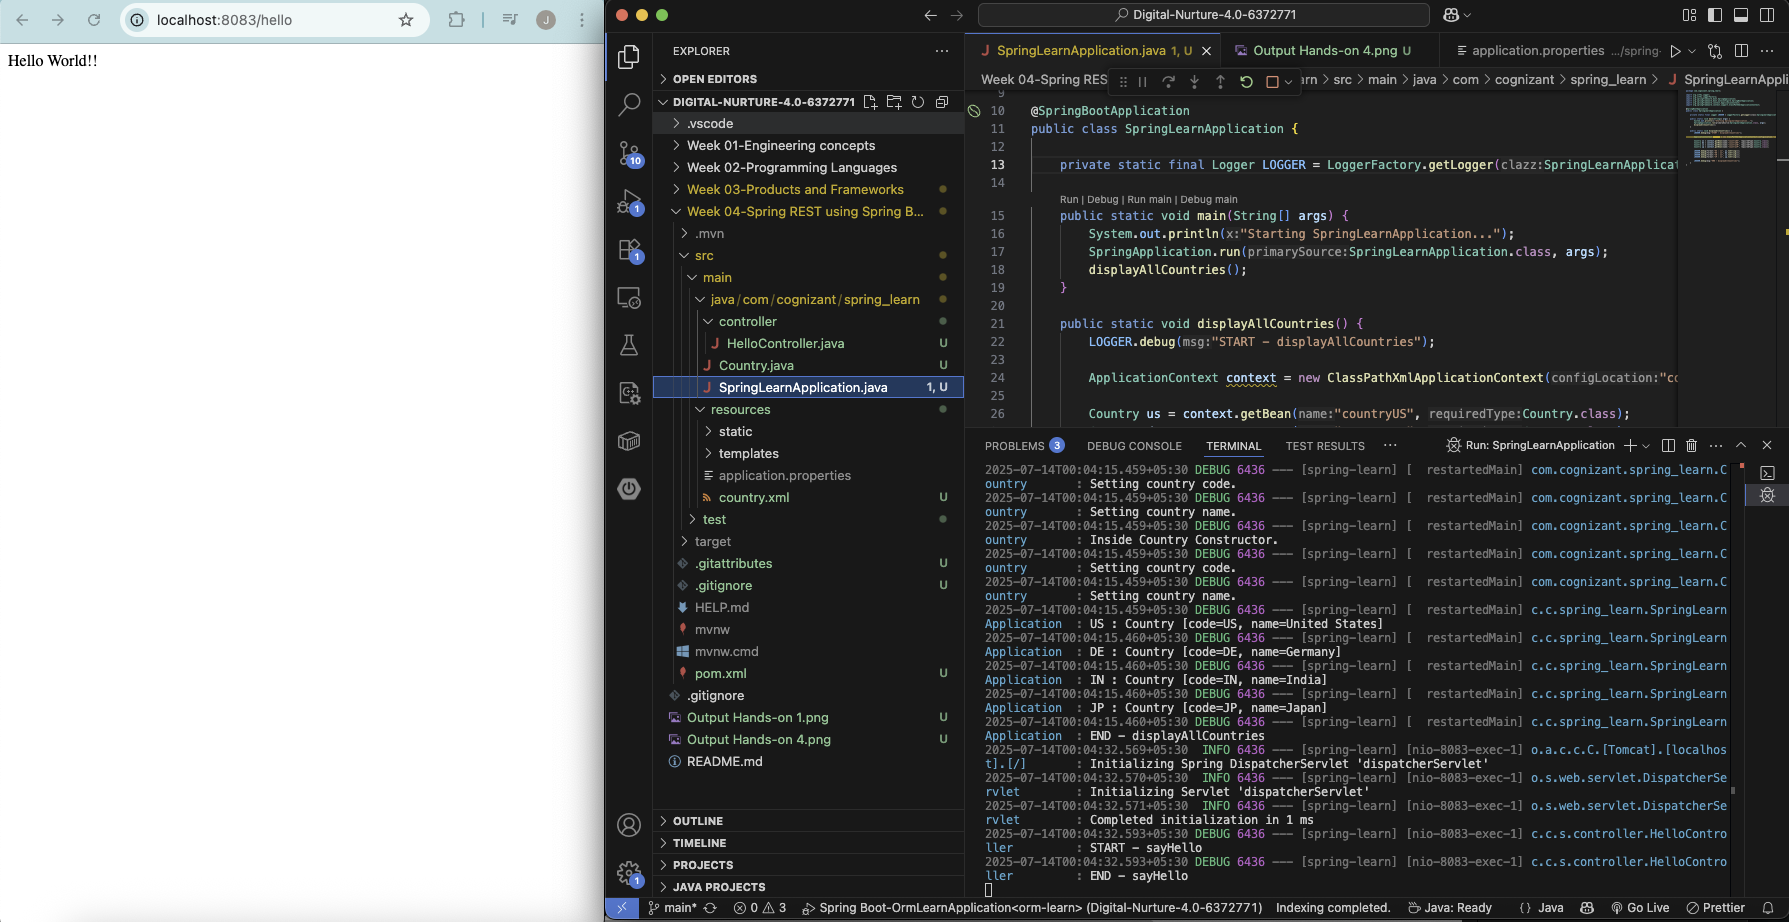 localhost:8083/hello
J
Hello World!!
Digital-Nurture-4.0-6372771
EXPLORER
OPEN EDITORS
DIGITAL-NURTURE-4.0-6372771
.vscode
Week 01-Engineering concepts
Week 02-Programming Languages
Week 03-Products and Frameworks
Week 04-Spring REST using Spring B...
.mvn
src
main
java/com/cognizant/spring_learn
controller
HelloController.java U
Country.java U
SpringLearnApplication.java 1, U
resources
static
templates
application.properties
country.xml U
test
target
.gitattributes U
.gitignore U
HELP.md
mvnw
mvnw.cmd
pom.xml U
.gitignore
Output Hands-on 1.png U
Output Hands-on 4.png U
README.md
OUTLINE
TIMELINE
PROJECTS
JAVA PROJECTS
10
1
1
1
SpringLearnApplication.java 1, U
Output Hands-on 4.png U
application.properties .../spring-
Week 04-Spring RES
rn > src > main > java > com > cognizant > spring_learn > SpringLearnApplic
9
10 @SpringBootApplication
11 public class SpringLearnApplication {
12
13 private static final Logger LOGGER = LoggerFactory.getLogger(clazz:SpringLearnApplicat
14
Run | Debug | Run main | Debug main
15 public static void main(String[] args) {
16 System.out.println(x:"Starting SpringLearnApplication...");
17 SpringApplication.run(primarySource:SpringLearnApplication.class, args);
18 displayAllCountries();
19 }
20
21 public static void displayAllCountries() {
22 LOGGER.debug(msg:"START - displayAllCountries");
23
24 ApplicationContext context = new ClassPathXmlApplicationContext(configLocation:"co
25
26 Country us = context.getBean(name:"countryUS", requiredType:Country.class);
PROBLEMS 3 DEBUG CONSOLE TERMINAL TEST RESULTS Run: SpringLearnApplication
2025-07-14T00:04:15.459+05:30 DEBUG 6436 --- [spring-learn] [  restartedMain] com.cognizant.spring_learn.C
ountry : Setting country code.
2025-07-14T00:04:15.459+05:30 DEBUG 6436 --- [spring-learn] [  restartedMain] com.cognizant.spring_learn.C
ountry : Setting country name.
2025-07-14T00:04:15.459+05:30 DEBUG 6436 --- [spring-learn] [  restartedMain] com.cognizant.spring_learn.C
ountry : Inside Country Constructor.
2025-07-14T00:04:15.459+05:30 DEBUG 6436 --- [spring-learn] [  restartedMain] com.cognizant.spring_learn.C
ountry : Setting country code.
2025-07-14T00:04:15.459+05:30 DEBUG 6436 --- [spring-learn] [  restartedMain] com.cognizant.spring_learn.C
ountry : Setting country name.
2025-07-14T00:04:15.459+05:30 DEBUG 6436 --- [spring-learn] [  restartedMain] c.c.spring_learn.SpringLearn
Application : US : Country [code=US, name=United States]
2025-07-14T00:04:15.460+05:30 DEBUG 6436 --- [spring-learn] [  restartedMain] c.c.spring_learn.SpringLearn
Application : DE : Country [code=DE, name=Germany]
2025-07-14T00:04:15.460+05:30 DEBUG 6436 --- [spring-learn] [  restartedMain] c.c.spring_learn.SpringLearn
Application : IN : Country [code=IN, name=India]
2025-07-14T00:04:15.460+05:30 DEBUG 6436 --- [spring-learn] [  restartedMain] c.c.spring_learn.SpringLearn
Application : JP : Country [code=JP, name=Japan]
2025-07-14T00:04:15.460+05:30 DEBUG 6436 --- [spring-learn] [  restartedMain] c.c.spring_learn.SpringLearn
Application : END - displayAllCountries
2025-07-14T00:04:32.569+05:30  INFO 6436 --- [spring-learn] [nio-8083-exec-1] o.a.c.c.C.[Tomcat].[localhos
t].[/] : Initializing Spring DispatcherServlet 'dispatcherServlet'
2025-07-14T00:04:32.570+05:30  INFO 6436 --- [spring-learn] [nio-8083-exec-1] o.s.web.servlet.DispatcherSe
rvlet : Initializing Servlet 'dispatcherServlet'
2025-07-14T00:04:32.571+05:30  INFO 6436 --- [spring-learn] [nio-8083-exec-1] o.s.web.servlet.DispatcherSe
rvlet : Completed initialization in 1 ms
2025-07-14T00:04:32.593+05:30 DEBUG 6436 --- [spring-learn] [nio-8083-exec-1] c.c.s.controller.HelloContro
ller : START - sayHello
2025-07-14T00:04:32.593+05:30 DEBUG 6436 --- [spring-learn] [nio-8083-exec-1] c.c.s.controller.HelloContro
ller : END - sayHello
main* 0 3 Spring Boot-OrmLearnApplication<orm-learn> (Digital-Nurture-4.0-6372771) Indexing completed. Java: Ready {} Java Go Live Prettier